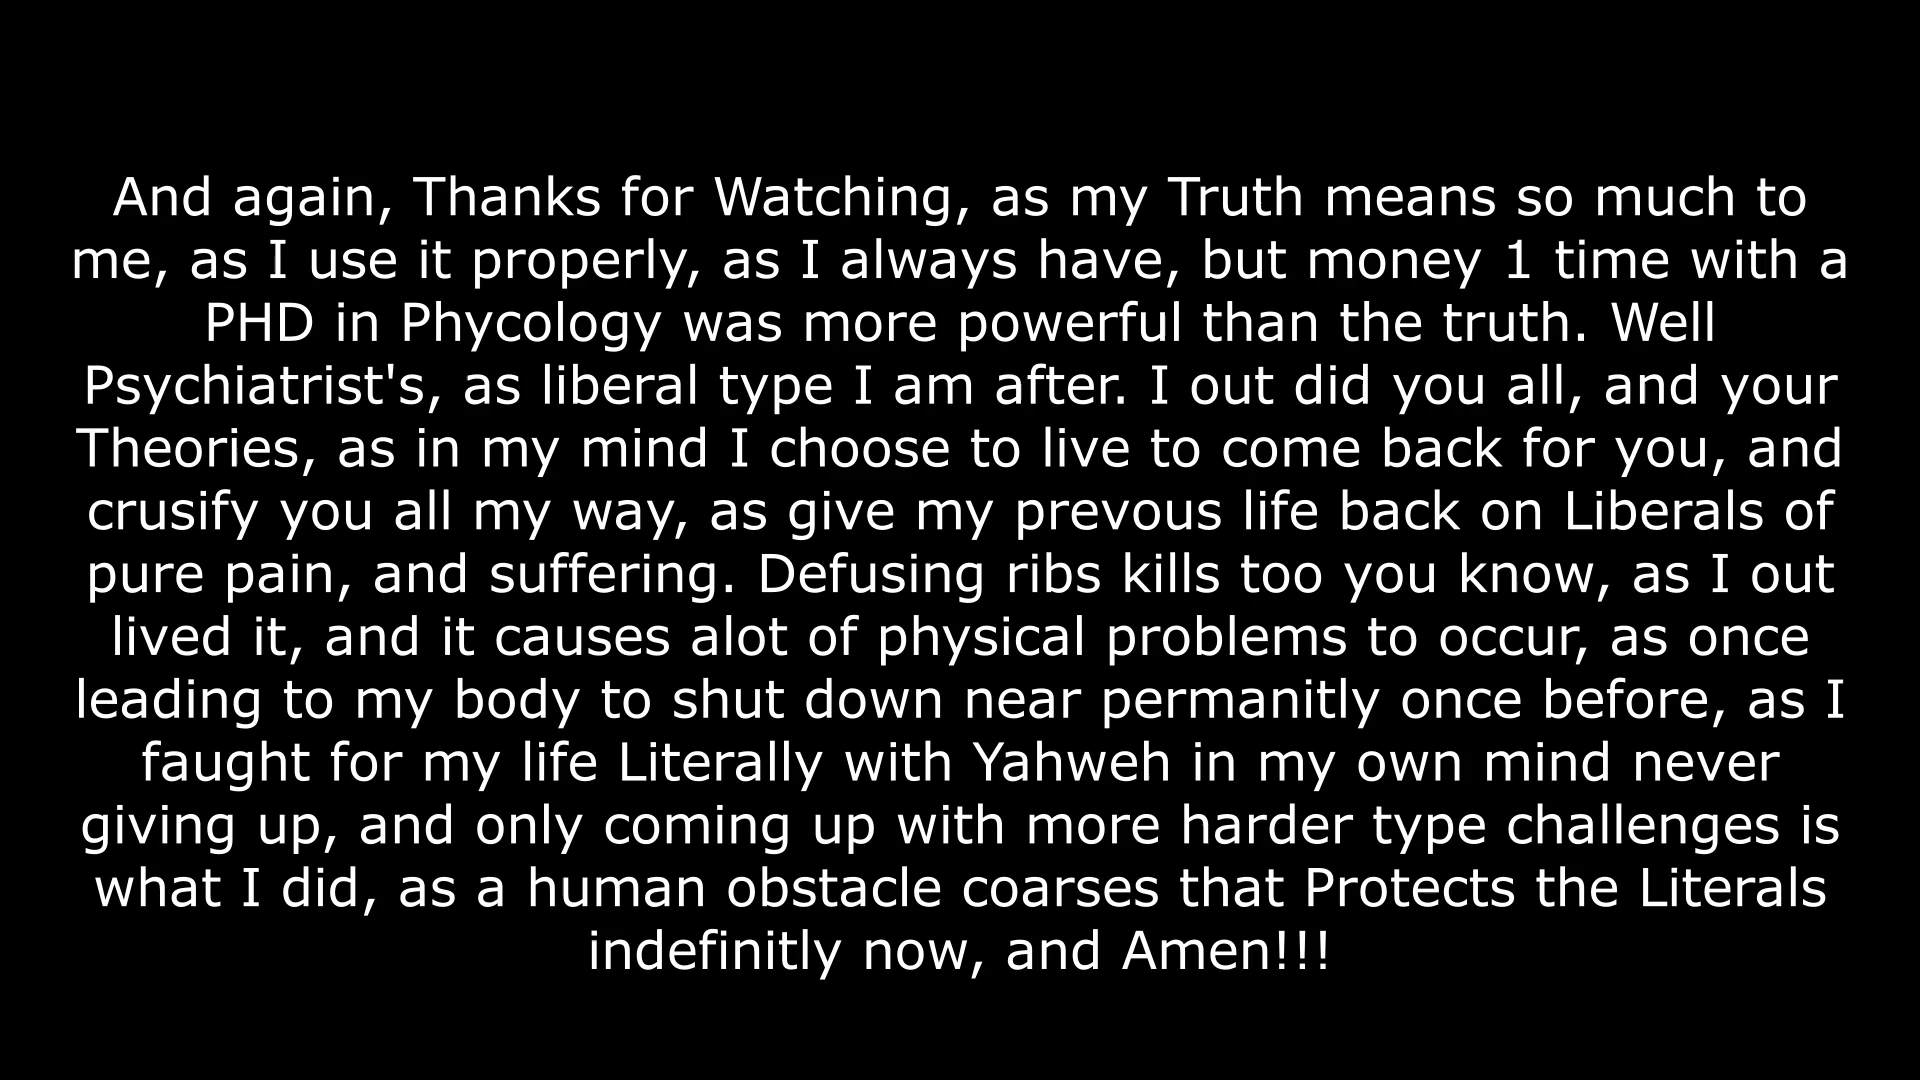 And again, Thanks for Watching, as my Truth means so much to
me, as I use it properly, as I always have, but money 1 time with a
PHD in Phycology was more powerful than the truth. Well
Psychiatrist's, as liberal type I am after. I out did you all, and your
Theories, as in my mind I choose to live to come back for you, and
crusify you all my way, as give my prevous life back on Liberals of
pure pain, and suffering. Defusing ribs kills too you know, as I out
lived it, and it causes alot of physical problems to occur, as once
leading to my body to shut down near permanitly once before, as I
faught for my life Literally with Yahweh in my own mind never
giving up, and only coming up with more harder type challenges is
what I did, as a human obstacle coarses that Protects the Literals
indefinitly now, and Amen!!!